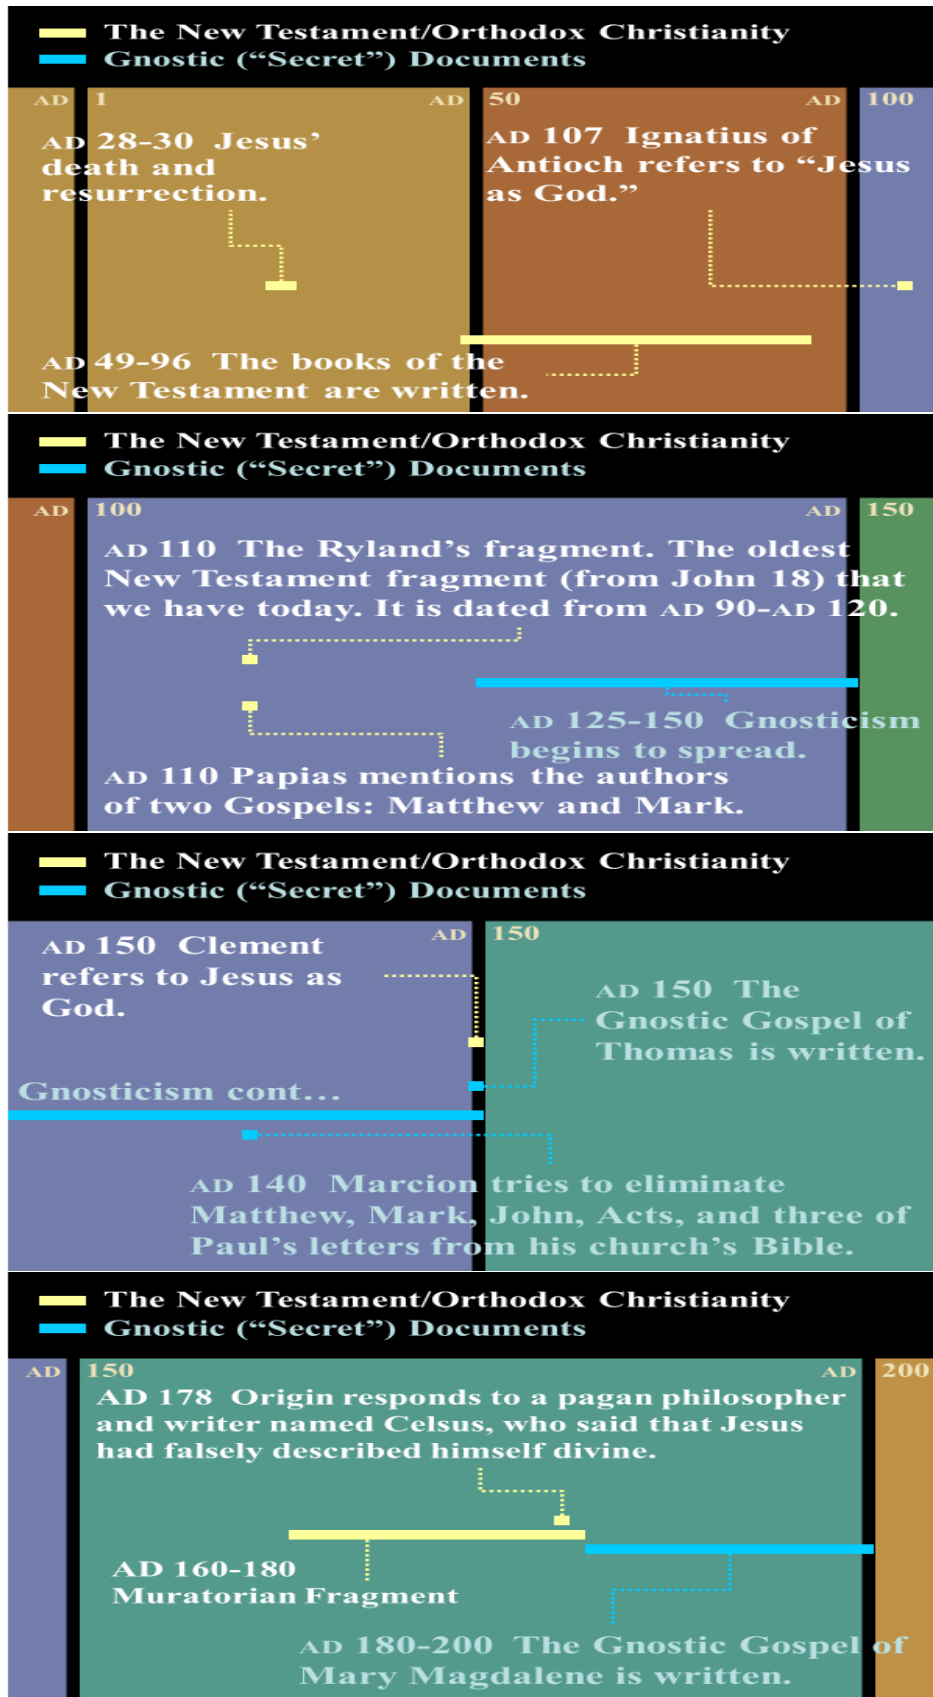 The New Testament/Orthodox Christianity
Gnostic (“Secret”) Documents
AD 1 AD 50 AD 100
AD 28-30 Jesus’
death and
resurrection.
AD 107 Ignatius of
Antioch refers to “Jesus
as God.”
AD 49-96 The books of the
New Testament are written.
The New Testament/Orthodox Christianity
Gnostic (“Secret”) Documents
AD 100 AD 150
AD 110 The Ryland’s fragment. The oldest
New Testament fragment (from John 18) that
we have today. It is dated from AD 90-AD 120.
AD 125-150 Gnosticism
begins to spread.
AD 110 Papias mentions the authors
of two Gospels: Matthew and Mark.
The New Testament/Orthodox Christianity
Gnostic (“Secret”) Documents
AD 150
AD 150 Clement
refers to Jesus as
God.
AD 150 The
Gnostic Gospel of
Thomas is written.
Gnosticism cont…
AD 140 Marcion tries to eliminate
Matthew, Mark, John, Acts, and three of
Paul’s letters from his church’s Bible.
The New Testament/Orthodox Christianity
Gnostic (“Secret”) Documents
AD 150 AD 200
AD 178 Origin responds to a pagan philosopher
and writer named Celsus, who said that Jesus
had falsely described himself divine.
AD 160-180
Muratorian Fragment
AD 180-200 The Gnostic Gospel of
Mary Magdalene is written.